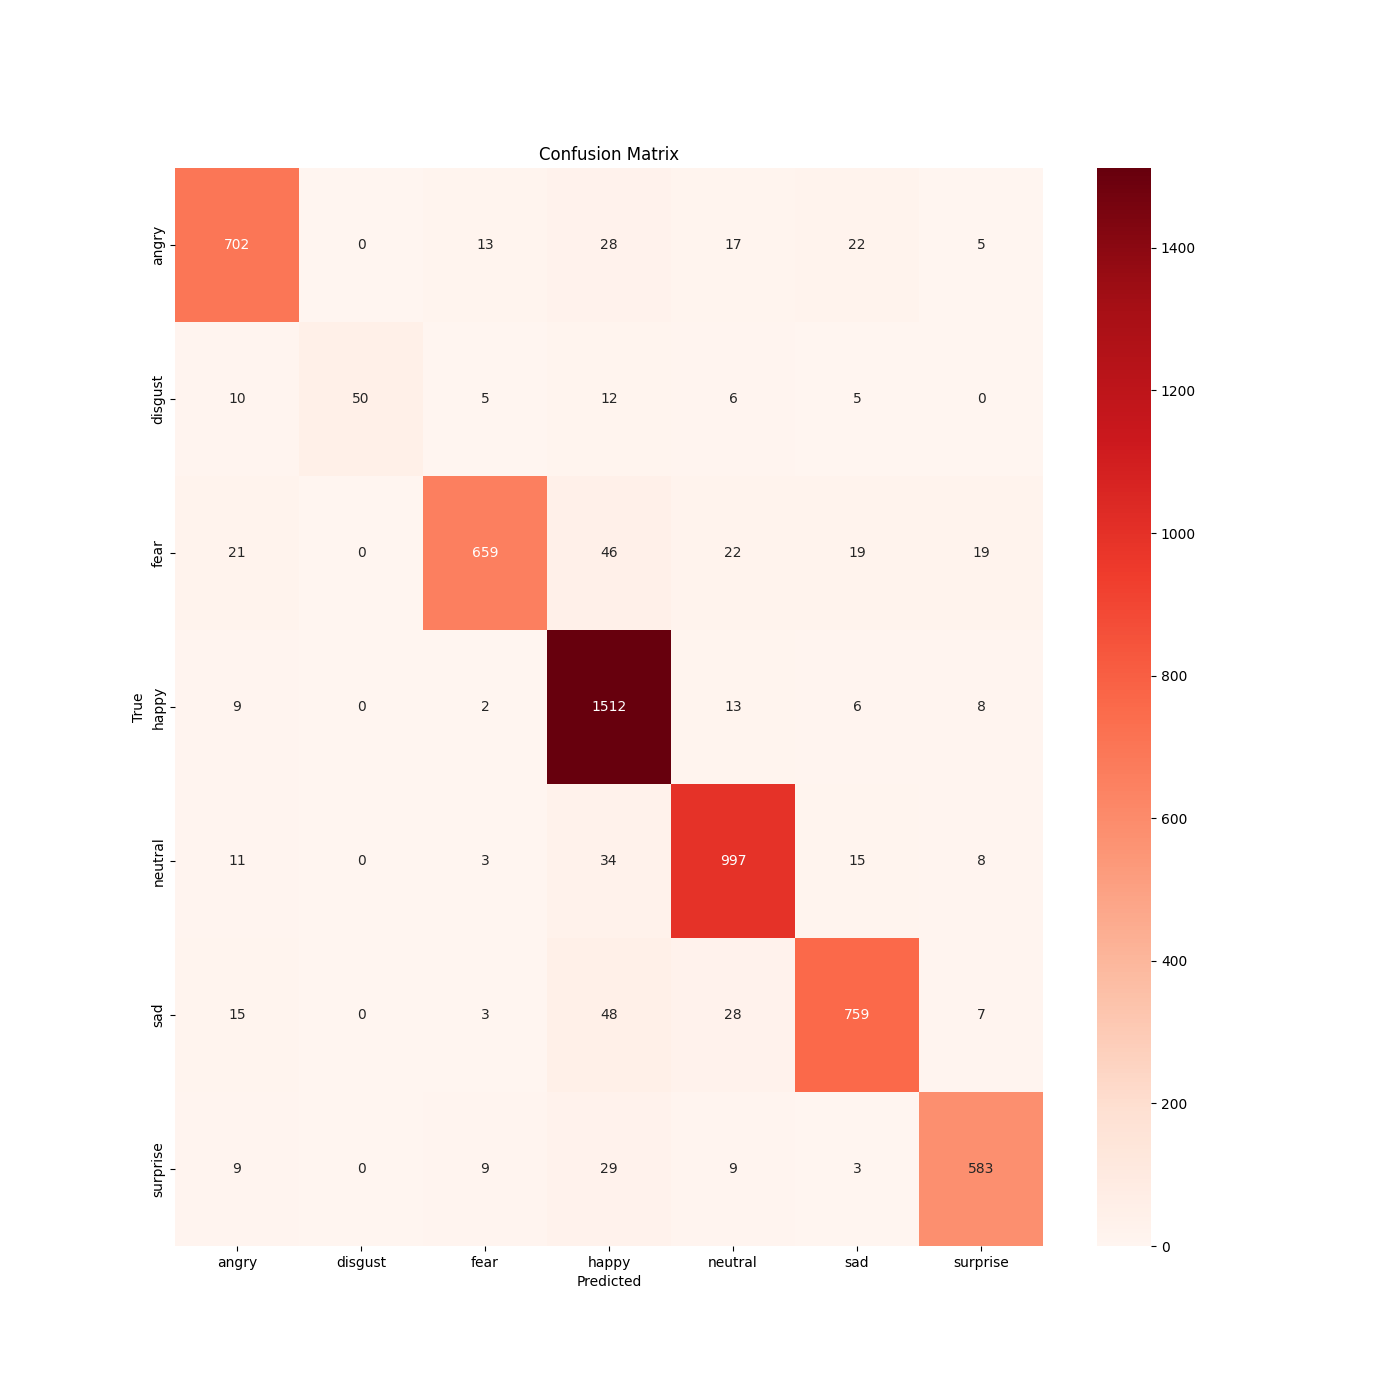 Confusion Matrix
angry 702 0 13 28 17 22 5
disgust 10 50 5 12 6 5 0
fear 21 0 659 46 22 19 19
True
happy 9 0 2 1512 13 6 8
neutral 11 0 3 34 997 15 8
sad 15 0 3 48 28 759 7
surprise 9 0 9 29 9 3 583
angry disgust fear happy neutral sad surprise
Predicted
1400
1200
1000
800
600
400
200
0